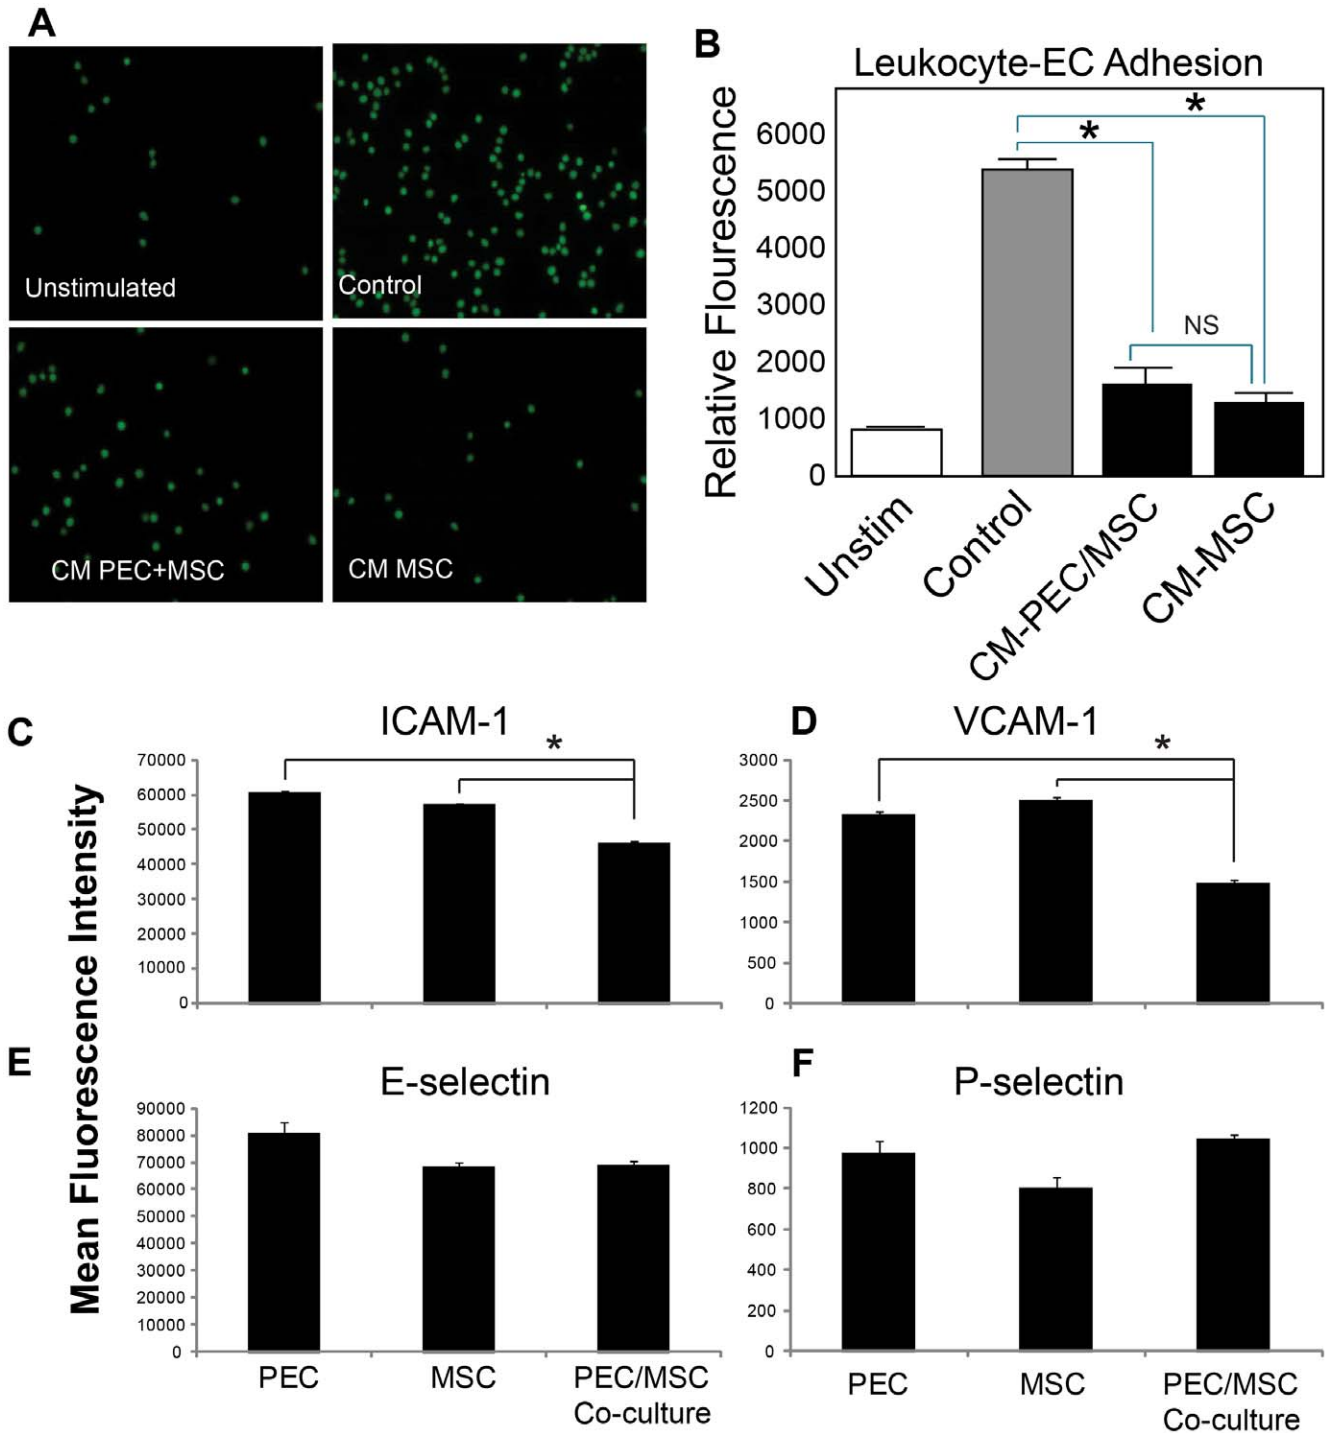 A
Unstimulated
Control
CM PEC+MSC
CM MSC
B
Leukocyte-EC Adhesion
Relative Flourescence
6000
5000
4000
3000
2000
1000
0
*
*
NS
Unstim
Control
CM-PEC/MSC
CM-MSC
Mean Fluorescence Intensity
C
ICAM-1
*
70000
60000
50000
40000
30000
20000
10000
0
D
VCAM-1
*
3000
2500
2000
1500
1000
500
0
E
E-selectin
90000
80000
70000
60000
50000
40000
30000
20000
10000
0
PEC
MSC
PEC/MSC
Co-culture
F
P-selectin
1200
1000
800
600
400
200
0
PEC
MSC
PEC/MSC
Co-culture